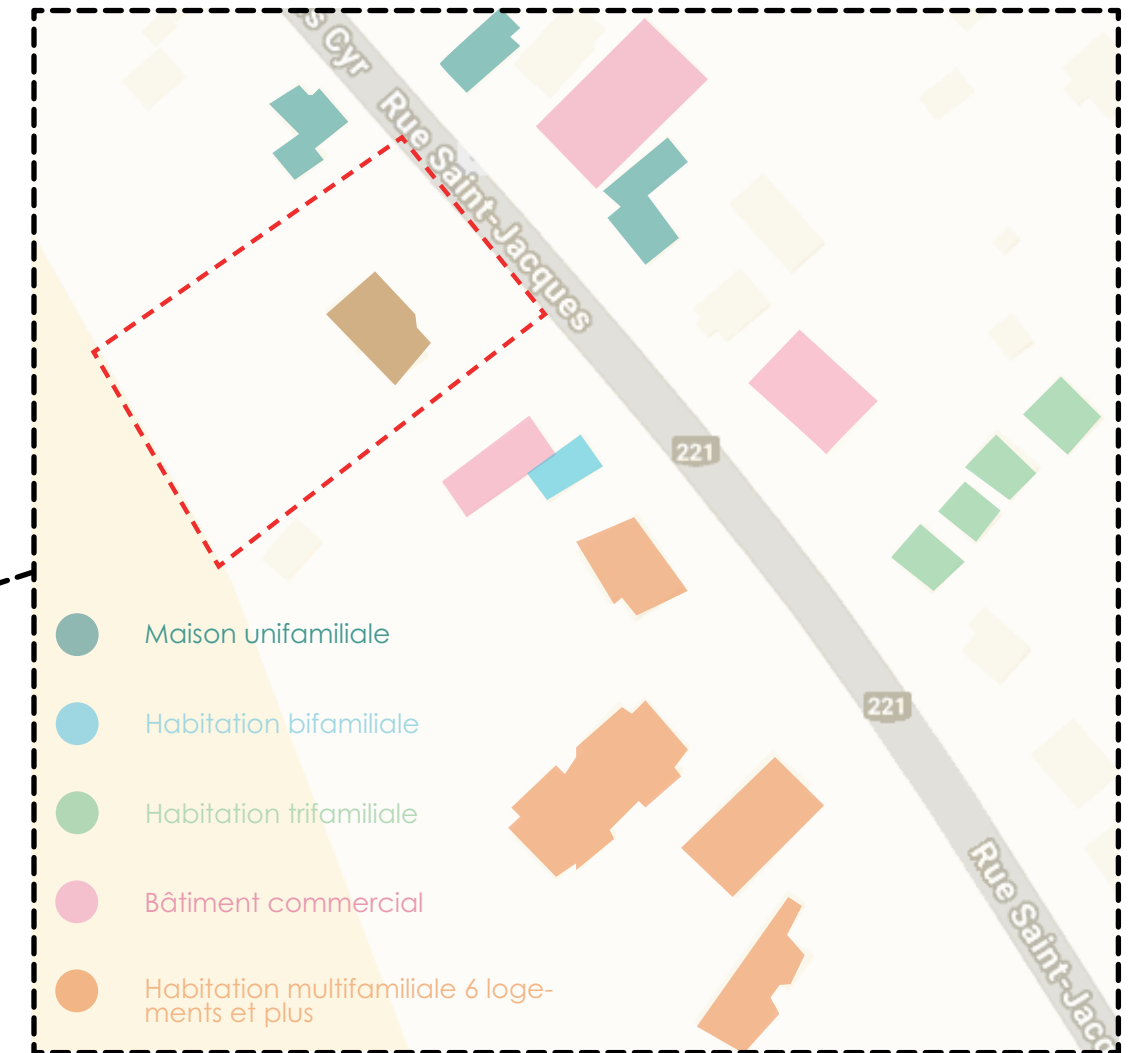 s Cyr
Rue Saint-Jacques
221
221
Rue Saint-Jacq
Maison unifamiliale
Habitation bifamiliale
Habitation trifamiliale
Bâtiment commercial
Habitation multifamiliale 6 loge-
ments et plus